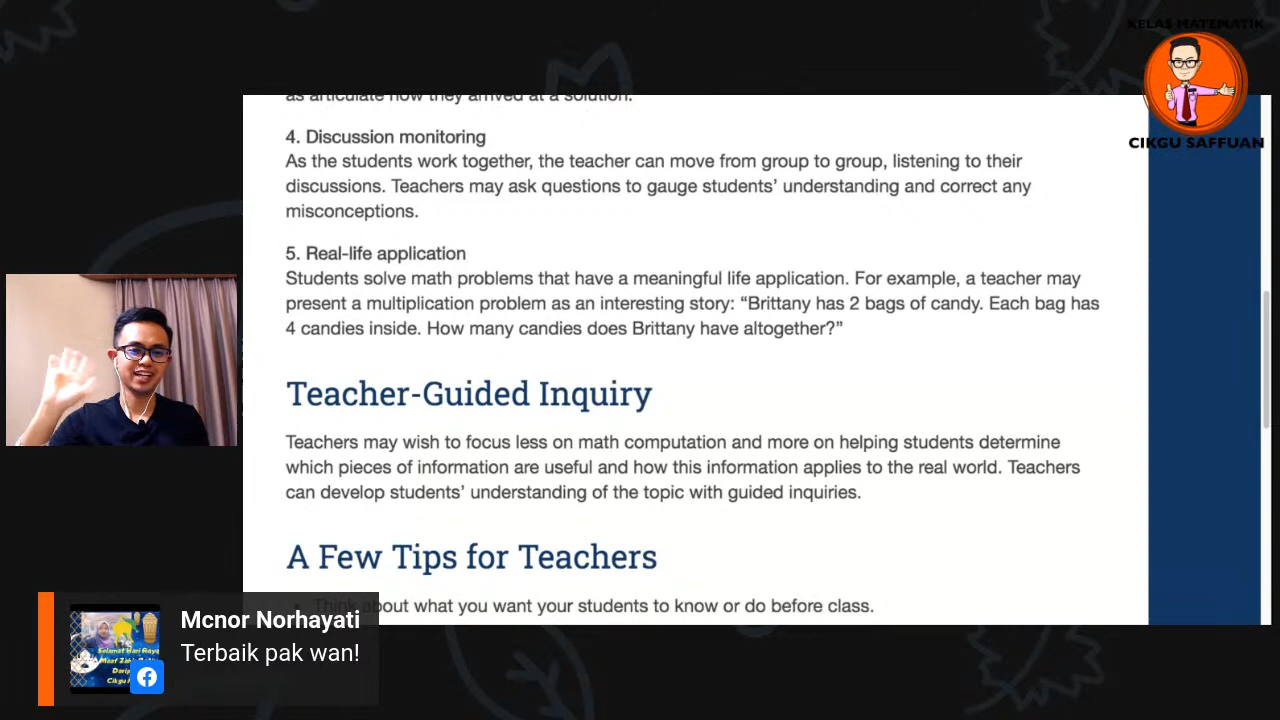 KELAS MATEMATIK
CIKGU SAFFUAN
as articulate how they arrived at a solution.
4. Discussion monitoring
As the students work together, the teacher can move from group to group, listening to their
discussions. Teachers may ask questions to gauge students’ understanding and correct any
misconceptions.
5. Real-life application
Students solve math problems that have a meaningful life application. For example, a teacher may
present a multiplication problem as an interesting story: “Brittany has 2 bags of candy. Each bag has
4 candies inside. How many candies does Brittany have altogether?”
Teacher-Guided Inquiry
Teachers may wish to focus less on math computation and more on helping students determine
which pieces of information are useful and how this information applies to the real world. Teachers
can develop students’ understanding of the topic with guided inquiries.
A Few Tips for Teachers
Think about what you want your students to know or do before class.
Mcnor Norhayati
Terbaik pak wan!
Selamat Hari Raya
Maaf Zahir